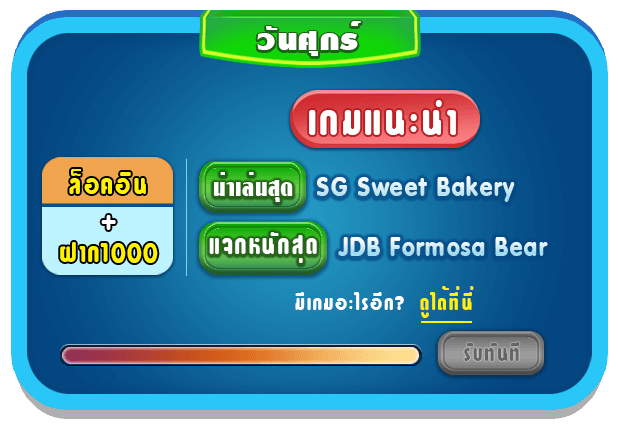 วันศุกร์
เกมแนะนำ
ล็อคอิน
+
ฝาก1000
น่าเล่นสุด SG Sweet Bakery
แจกหนักสุด JDB Formosa Bear
มีเกมอะไรอีก? ดูได้ที่นี่
รับทันที